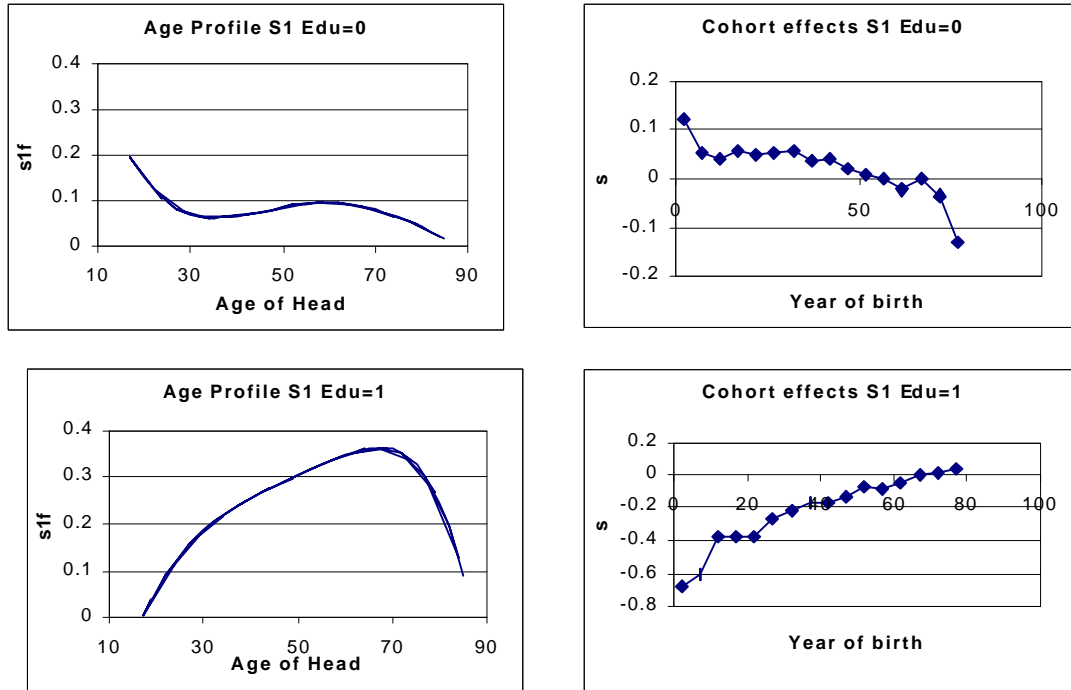 Age Profile S1 Edu=0
0.4
0.3
0.2
0.1
0
s1f
10 30 50 70 90
Age of Head
Cohort effects S1 Edu=0
0.2
0.1
0
-0.1
-0.2
s
0 50 100
Year of birth
Age Profile S1 Edu=1
0.4
0.3
0.2
0.1
0
s1f
10 30 50 70 90
Age of Head
Cohort effects S1 Edu=1
0.2
0
-0.2
-0.4
-0.6
-0.8
s
0 20 40 60 80 100
Year of birth